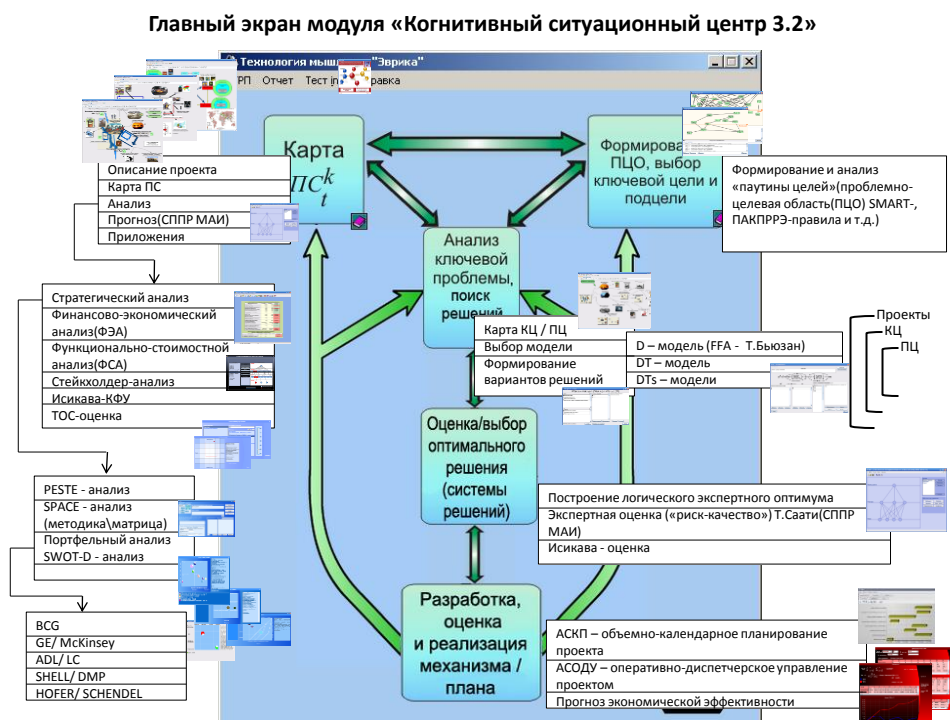 Главный экран модуля «Когнитивный ситуационный центр 3.2»
Технология "Эврика"
РП Отчет Тест
Карта
ПС k t
Описание проекта
Карта ПС
Анализ
Прогноз(СППР МАИ)
Приложения
ПЦО, выбор
ключевой цели и
подцели
Формирование и анализ
«паутины целей»(проблемно-
целевая область(ПЦО) SMART-,
ПАКПРРЭ-правила и т.д.)
Анализ
ключевой
проблемы,
поиск
Стратегический анализ
Финансово-экономический
анализ(ФЭА)
Функционально-стоимостной
анализ(ФСА)
Стейкхолдер-анализ
Исикава-КФУ
ТОС-оценка
Карта КЦ / ПЦ
Выбор модели
Формирование
вариантов решений
D – модель (FFA - Т.Бьюзан)
DT – модель
DTs – модели
Проекты
КЦ
ПЦ
Оценка/выбор
оптимального
решения
(системы
решений)
PESTE - анализ
SPACE - анализ
(методика\матрица)
Портфельный анализ
SWOT-D - анализ
Построение логического экспертного оптимума
Экспертная оценка («риск-качество») Т.Саати(СППР
МАИ)
Исикава - оценка
Разработка,
оценка
и реализация
механизма /
плана
BCG
GE/ McKinsey
ADL/ LC
SHELL/ DMP
HOFER/ SCHENDEL
АСКП – объемно-календарное планирование
проекта
АСОДУ – оперативно-диспетчерское управление
проектом
Прогноз экономической эффективности